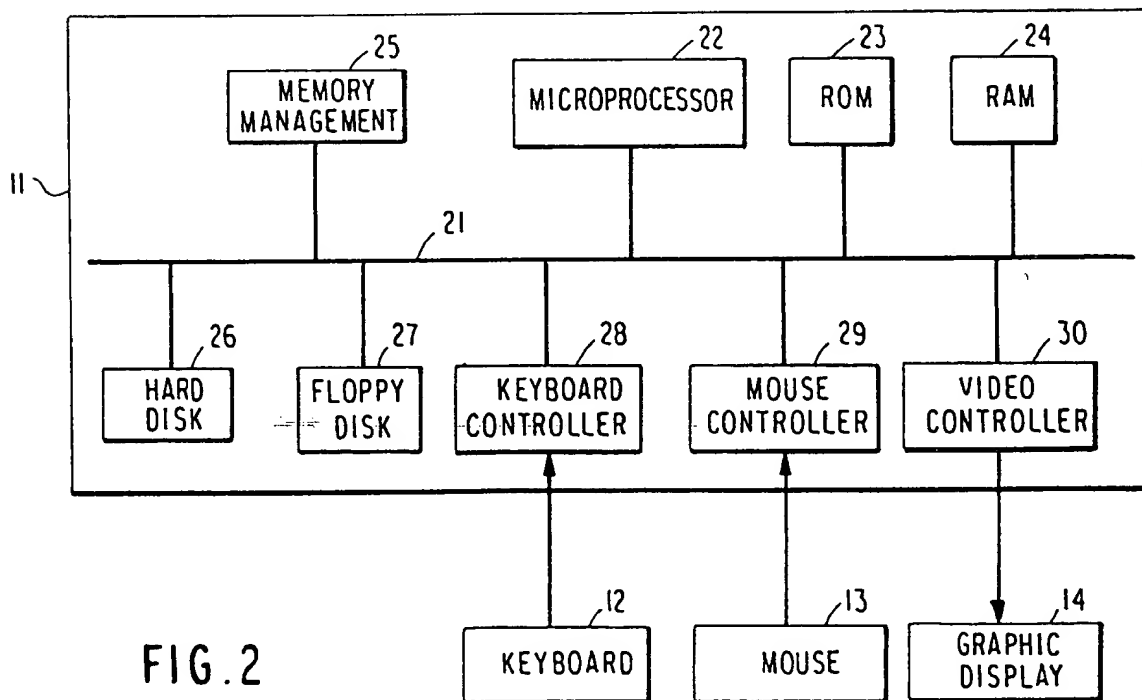 25
MEMORY
MANAGEMENT
22
MICROPROCESSOR
23
ROM
24
RAM
11
21
26
HARD
DISK
27
FLOPPY
DISK
28
KEYBOARD
CONTROLLER
29
MOUSE
CONTROLLER
30
VIDEO
CONTROLLER
12
KEYBOARD
13
MOUSE
14
GRAPHIC
DISPLAY
FIG.2